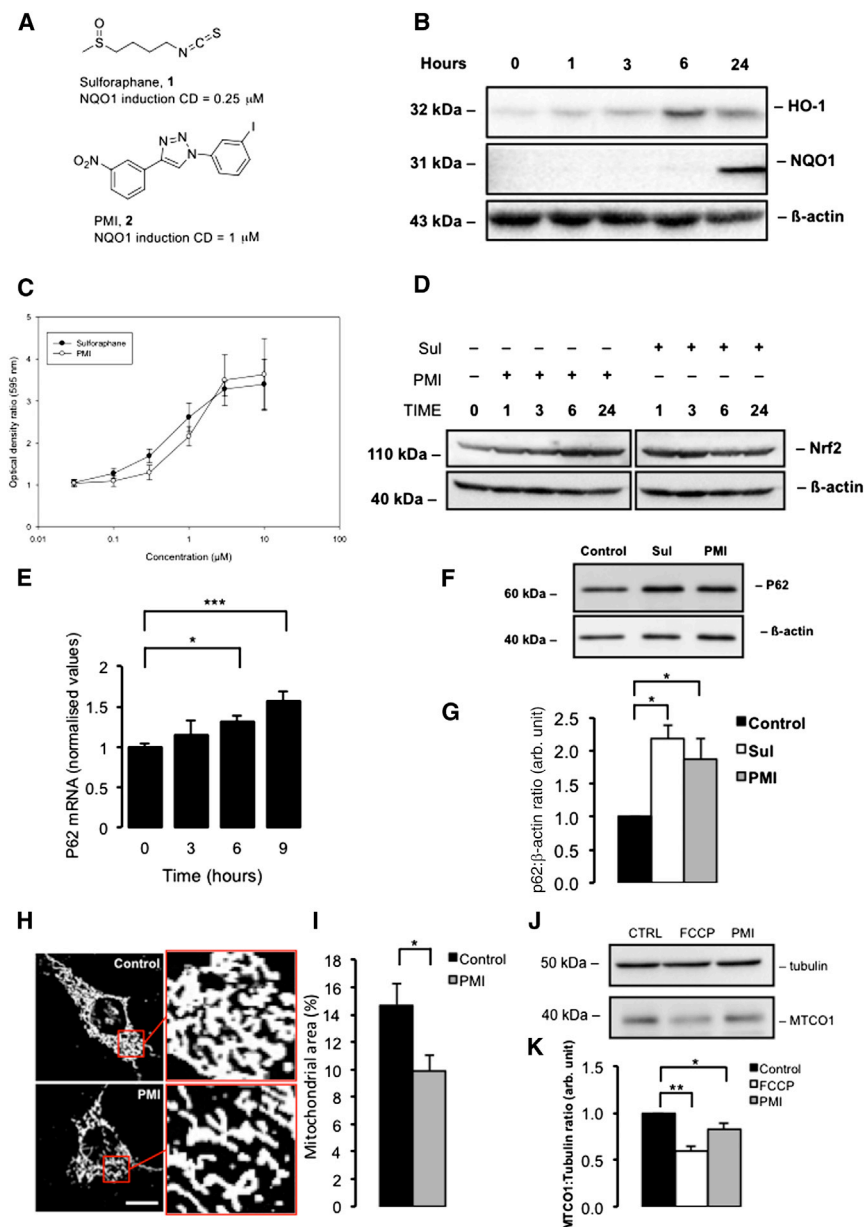 A
O
S
N
C
S
Sulforaphane, 1
NQO1 induction CD = 0.25 µM
O₂N
N
N
N
I
PMI, 2
NQO1 induction CD = 1 µM
B
Hours 0 1 3 6 24
32 kDa – – HO-1
31 kDa – – NQO1
43 kDa – – ß-actin
C
Optical density ratio (595 nm)
5
4
3
2
1
0
Sulforaphane
PMI
0.01 0.1 1 10 100
Concentration (µM)
D
Sul – – – – – + + + +
PMI – + + + + – – – –
TIME 0 1 3 6 24 1 3 6 24
110 kDa – – Nrf2
40 kDa – – ß-actin
E
P62 mRNA (normalised values)
2
1.5
1
0.5
0
***
*
0 3 6 9
Time (hours)
F
Control Sul PMI
60 kDa – – P62
40 kDa – – ß-actin
G
p62:β-actin ratio (arb. unit)
2.5
2.0
1.5
1.0
0.5
0.0
*
*
Control
Sul
PMI
H
Control
PMI
I
Mitochondrial area (%)
18
16
14
12
10
8
6
4
2
0
*
Control
PMI
J
CTRL FCCP PMI
50 kDa – – tubulin
40 kDa – – MTCO1
K
MTCO1:Tubulin ratio (arb. unit)
1.5
1.0
0.5
0.0
*
**
Control
FCCP
PMI